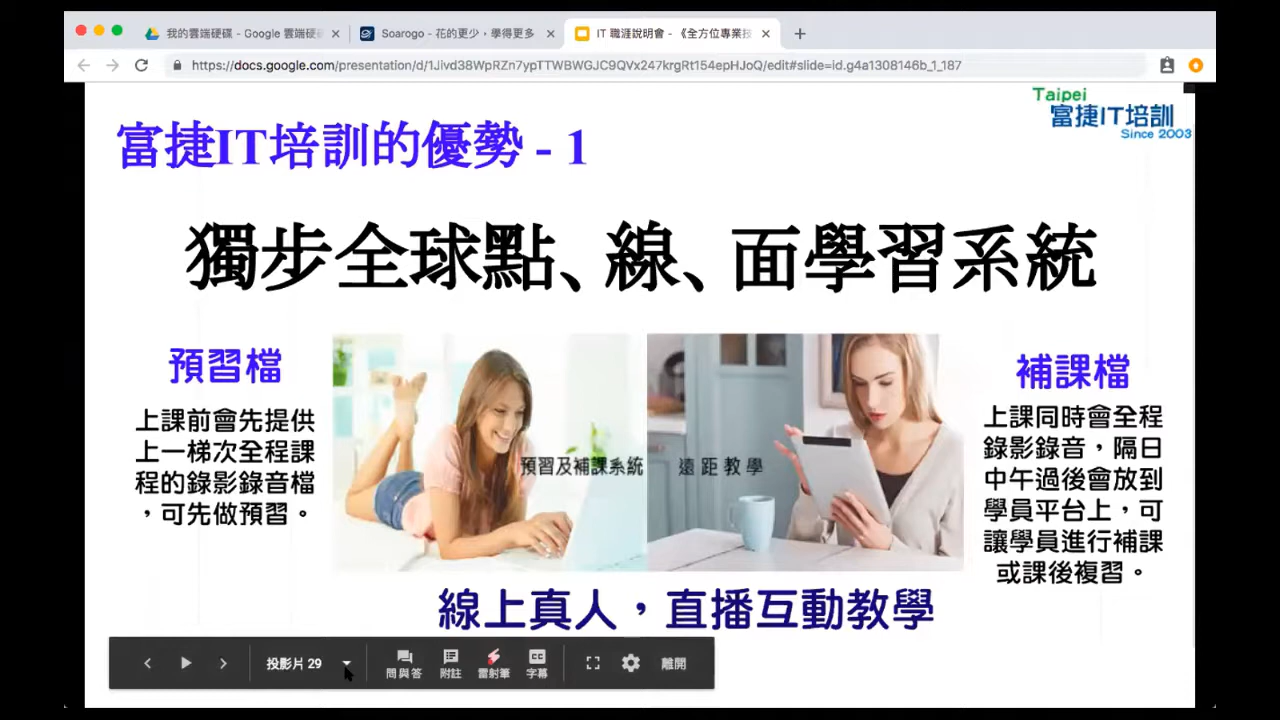 我的雲端硬碟 - Google 雲端硬
Soarogo - 花的更少，學得更多
IT 職涯說明會 - 《全方位專業技
https://docs.google.com/presentation/d/1Jivd38WpRZn7ypTTWBWGJC9QVx247krgRt154epHJoQ/edit#slide=id.g4a1308146b_1_187
Taipei
富捷IT培訓
Since 2003
富捷IT培訓的優勢 - 1
獨步全球點、線、面學習系統
預習檔
上課前會先提供
上一梯次全程課
程的錄影錄音檔
，可先做預習。
預習及補課系統
遠距教學
補課檔
上課同時會全程
錄影錄音，隔日
中午過後會放到
學員平台上，可
讓學員進行補課
或課後複習。
線上真人，直播互動教學
投影片 29
問與答
附註
雷射筆
字幕
離開